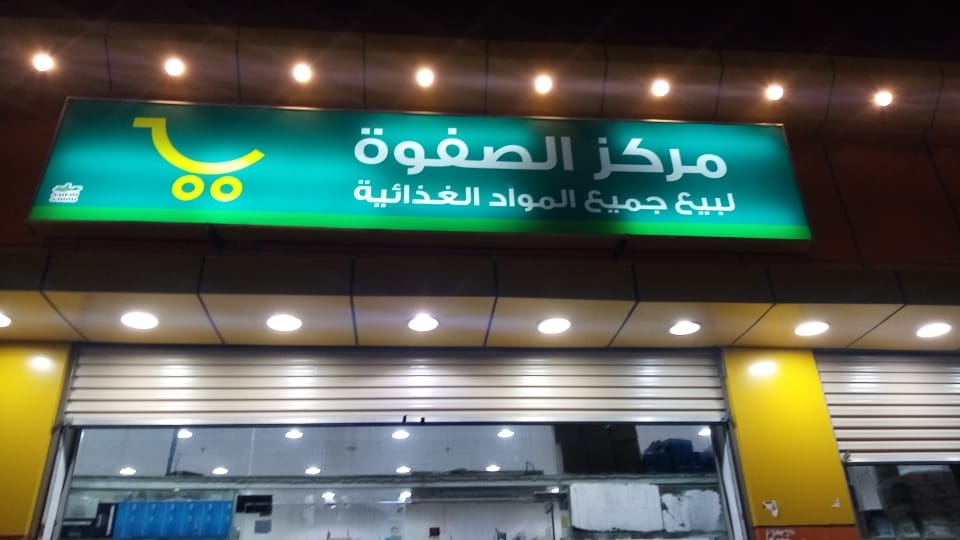 مركز الصفوة
لبيع جميع المواد الغذائية